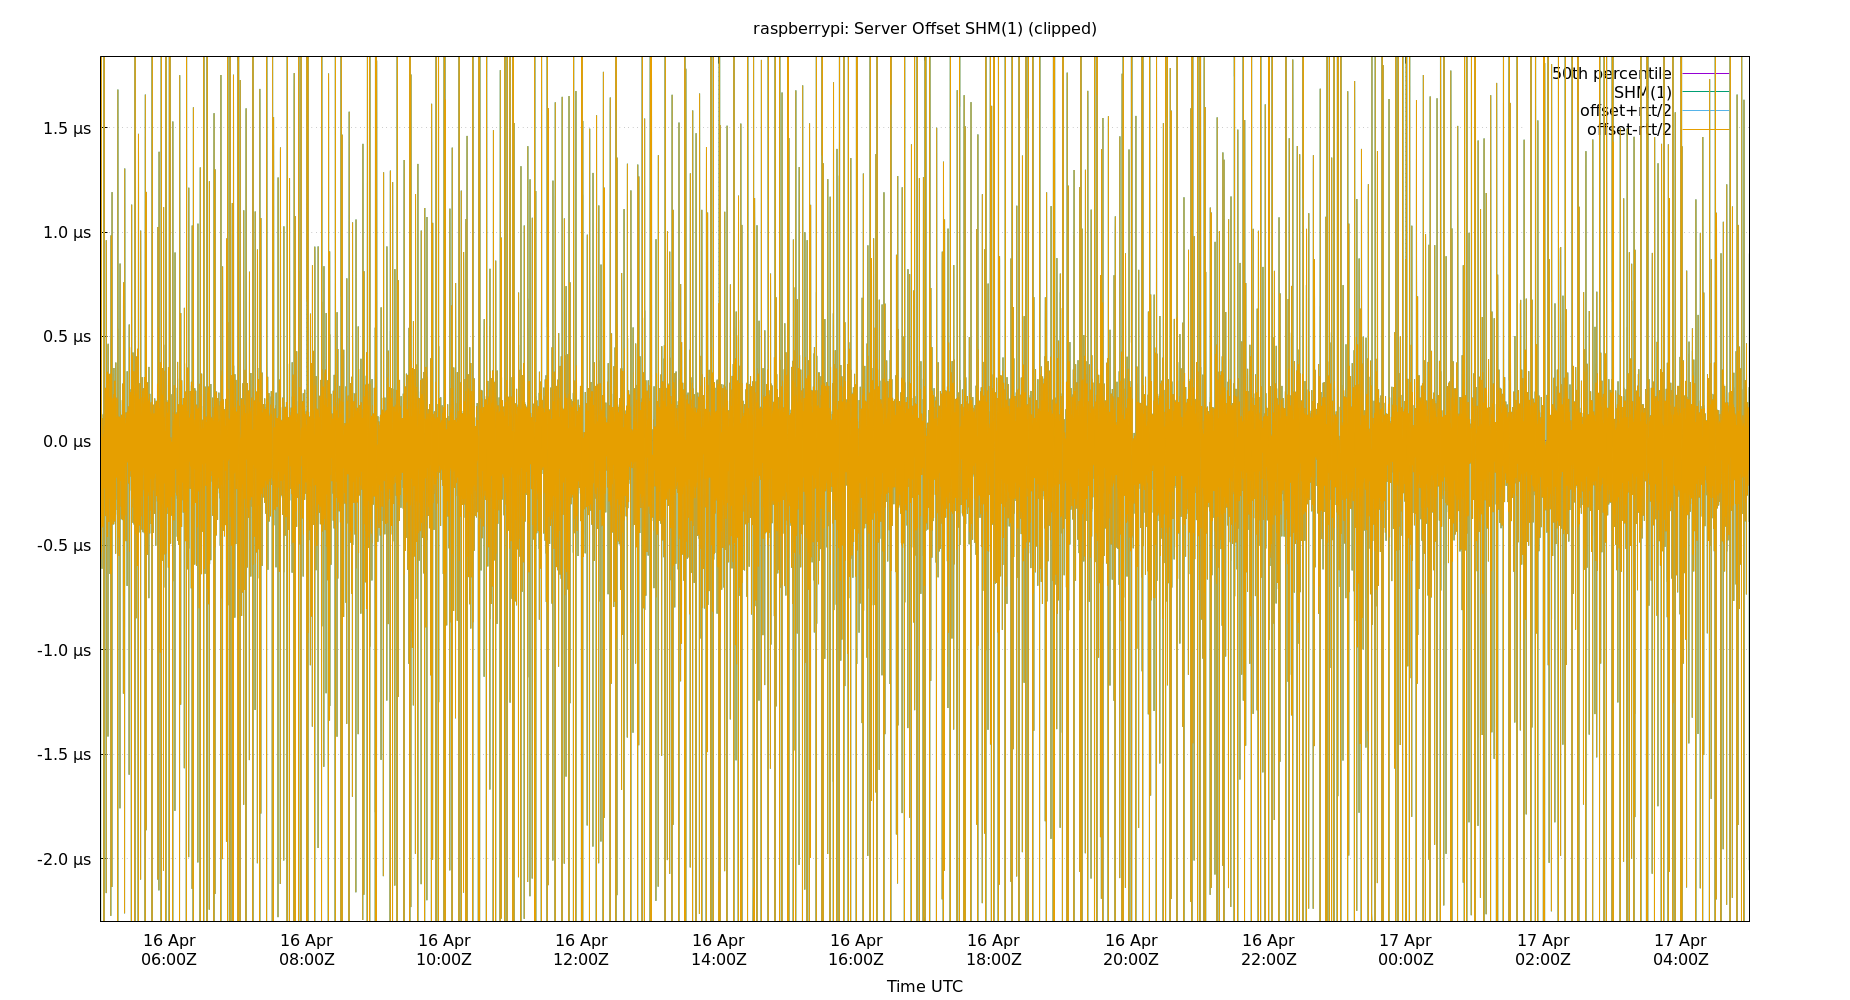 raspberrypi: Server Offset SHM(1) (clipped)
50th percentile
SHM(1)
offset+rtt/2
offset-rtt/2
1.5 µs
1.0 µs
0.5 µs
0.0 µs
-0.5 µs
-1.0 µs
-1.5 µs
-2.0 µs
16 Apr 16 Apr 16 Apr 16 Apr 16 Apr 16 Apr 16 Apr 16 Apr 16 Apr 17 Apr 17 Apr 17 Apr
06:00Z 08:00Z 10:00Z 12:00Z 14:00Z 16:00Z 18:00Z 20:00Z 22:00Z 00:00Z 02:00Z 04:00Z
Time UTC